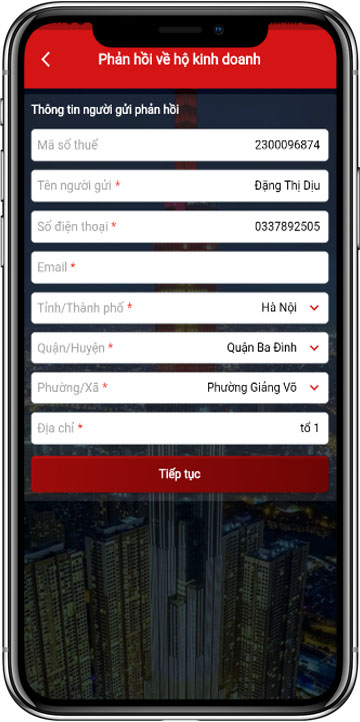 Phản hồi về hộ kinh doanh
Thông tin người gửi phản hồi
Mã số thuế 2300096874
Tên người gửi * Đặng Thị Dịu
Số điện thoại * 0337892505
Email *
Tỉnh/Thành phố * Hà Nội
Quận/Huyện * Quận Ba Đình
Phường/Xã * Phường Giảng Võ
Địa chỉ * tổ 1
Tiếp tục